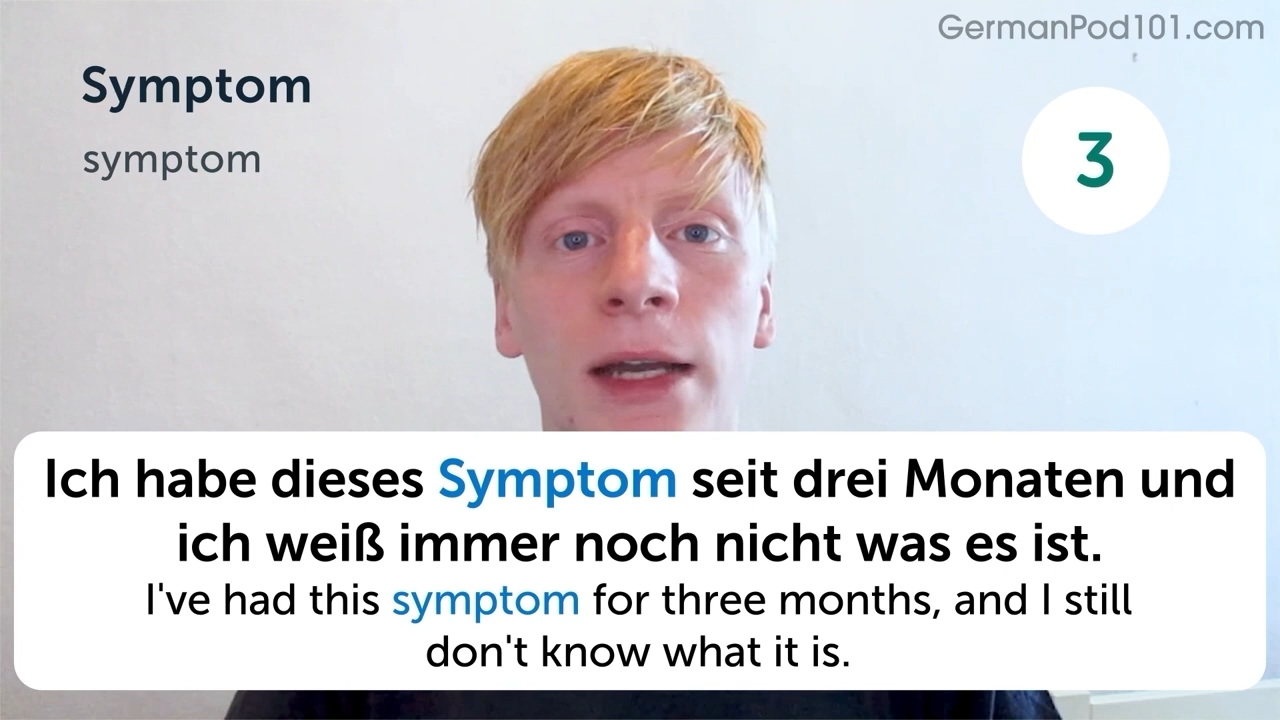 GermanPod101.com
Symptom
symptom
3
Ich habe dieses Symptom seit drei Monaten und
ich weiß immer noch nicht was es ist.
I've had this symptom for three months, and I still
don't know what it is.